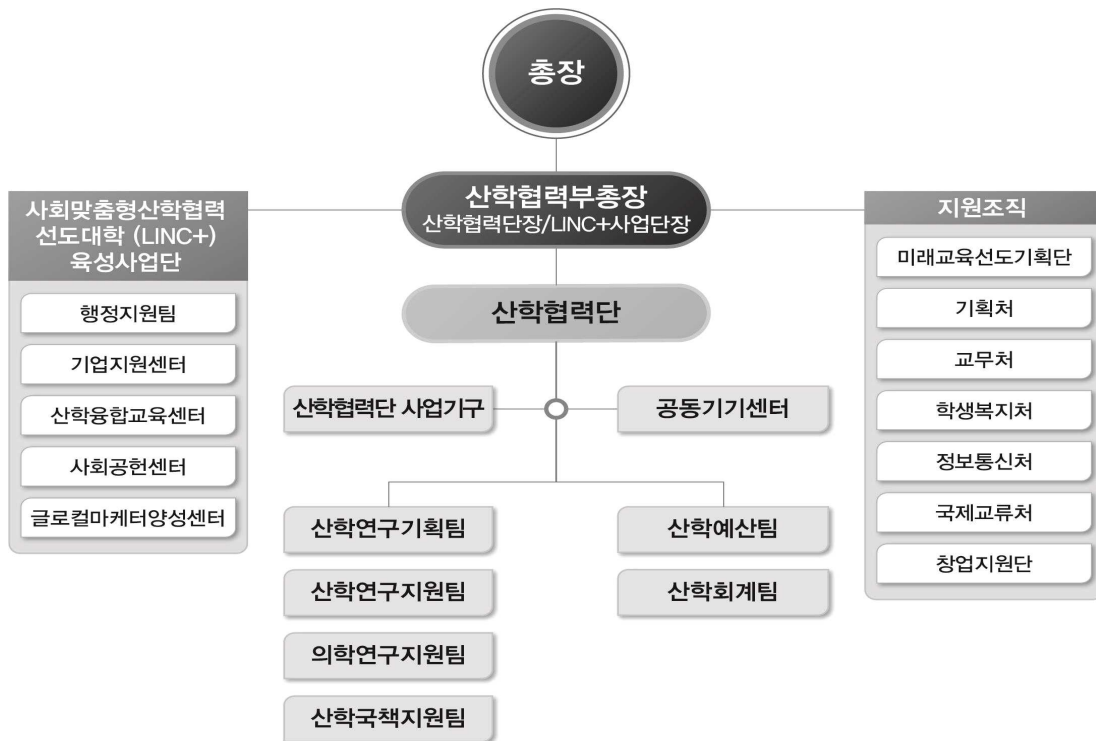 총장
산학협력부총장
산학협력단장/LINC+사업단장
사회맞춤형산학협력
선도대학 (LINC+)
육성사업단
행정지원팀
기업지원센터
산학융합교육센터
사회공헌센터
글로컬마케터양성센터
산학협력단
산학협력단 사업기구
공동기기센터
산학연구기획팀
산학연구지원팀
의학연구지원팀
산학국책지원팀
산학예산팀
산학회계팀
지원조직
미래교육선도기획단
기획처
교무처
학생복지처
정보통신처
국제교류처
창업지원단